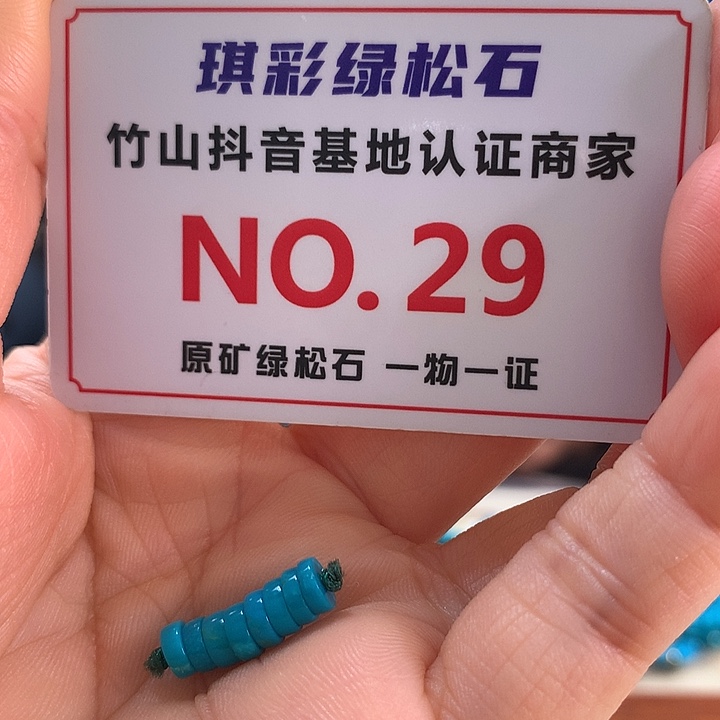 琪彩绿松石
竹山抖音基地认证商家
NO.29
原矿绿松石 一物一证